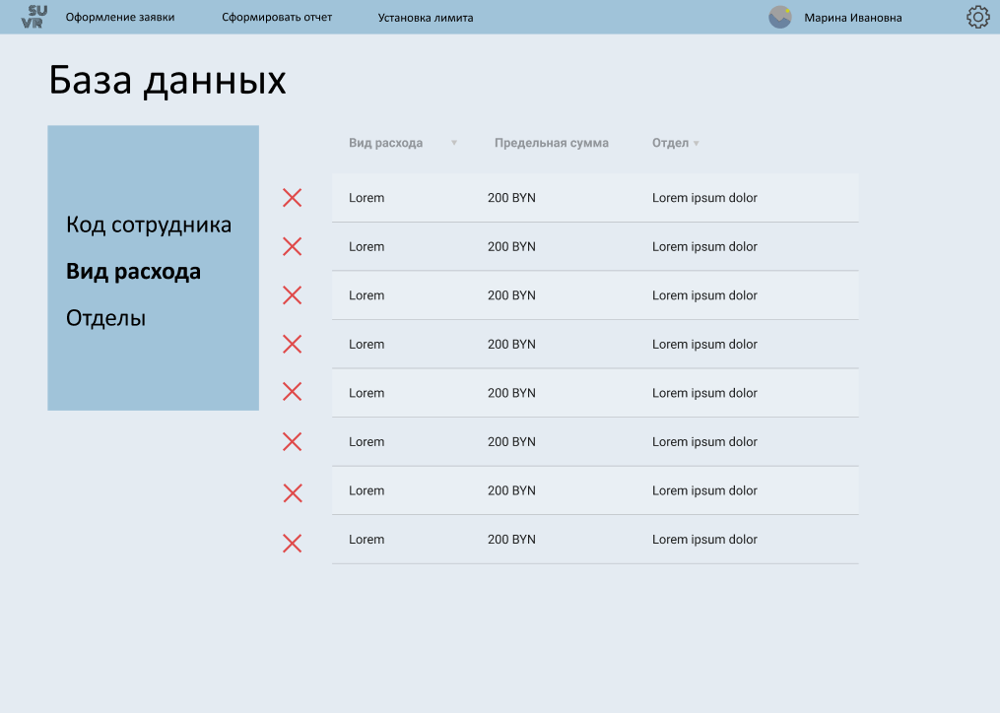 SU
VR
Оформление заявки Сформировать отчет Установка лимита Марина Ивановна
База данных
Код сотрудника
Вид расхода
Отделы
Вид расхода Предельная сумма Отдел
Lorem 200 BYN Lorem ipsum dolor
Lorem 200 BYN Lorem ipsum dolor
Lorem 200 BYN Lorem ipsum dolor
Lorem 200 BYN Lorem ipsum dolor
Lorem 200 BYN Lorem ipsum dolor
Lorem 200 BYN Lorem ipsum dolor
Lorem 200 BYN Lorem ipsum dolor
Lorem 200 BYN Lorem ipsum dolor